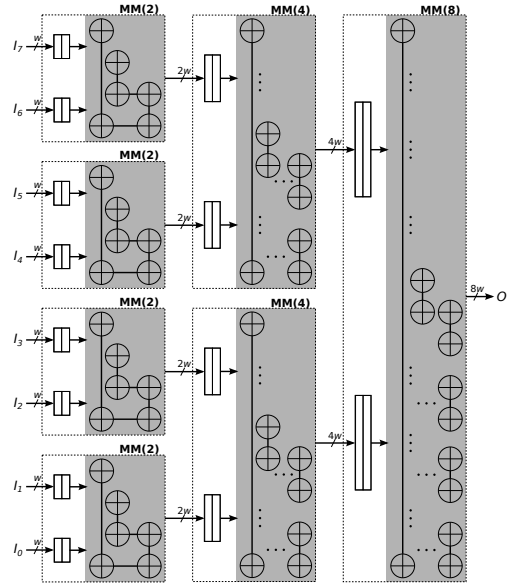 MM(2) MM(4) MM(8)
I7 w
2w
I6 w
MM(2)
4w
I5 w
2w
I4 w
8w O
MM(2) MM(4)
I3 w
2w
I2 w
4w
MM(2)
I1 w
2w
I0 w